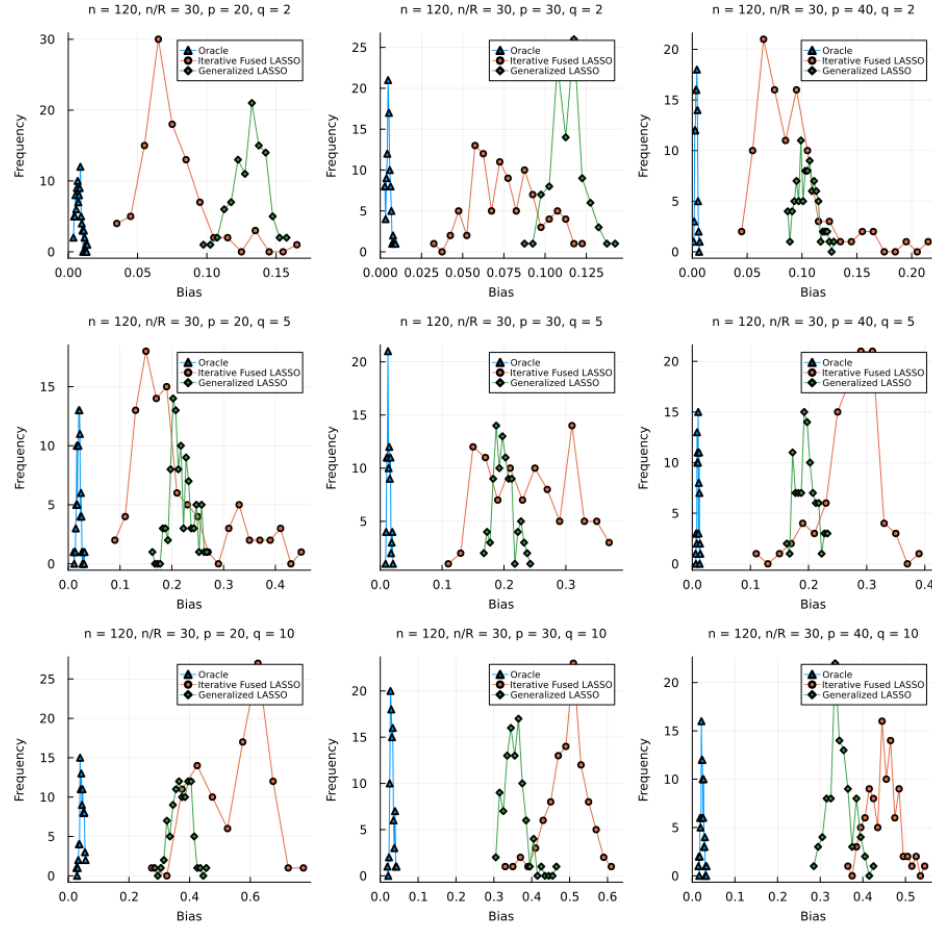 n = 120, n/R = 30, p = 20, q = 2
n = 120, n/R = 30, p = 30, q = 2
n = 120, n/R = 30, p = 40, q = 2
Frequency
30
20
10
0
0.00
0.05
0.10
0.15
Bias
Oracle
Iterative Fused LASSO
Generalized LASSO
Frequency
25
20
15
10
5
0
0.000
0.025
0.050
0.075
0.100
0.125
Bias
Oracle
Iterative Fused LASSO
Generalized LASSO
Frequency
20
15
10
5
0
0.00
0.05
0.10
0.15
0.20
Bias
Oracle
Iterative Fused LASSO
Generalized LASSO
n = 120, n/R = 30, p = 20, q = 5
n = 120, n/R = 30, p = 30, q = 5
n = 120, n/R = 30, p = 40, q = 5
Frequency
15
10
5
0
0.0
0.1
0.2
0.3
0.4
Bias
Oracle
Iterative Fused LASSO
Generalized LASSO
Frequency
20
15
10
5
0.0
0.1
0.2
0.3
Bias
Oracle
Iterative Fused LASSO
Generalized LASSO
Frequency
20
15
10
5
0
0.0
0.1
0.2
0.3
0.4
Bias
Oracle
Iterative Fused LASSO
Generalized LASSO
n = 120, n/R = 30, p = 20, q = 10
n = 120, n/R = 30, p = 30, q = 10
n = 120, n/R = 30, p = 40, q = 10
Frequency
25
20
15
10
5
0
0.0
0.2
0.4
0.6
Bias
Oracle
Iterative Fused LASSO
Generalized LASSO
Frequency
20
15
10
5
0
0.0
0.1
0.2
0.3
0.4
0.5
0.6
Bias
Oracle
Iterative Fused LASSO
Generalized LASSO
Frequency
20
15
10
5
0
0.0
0.1
0.2
0.3
0.4
0.5
Bias
Oracle
Iterative Fused LASSO
Generalized LASSO